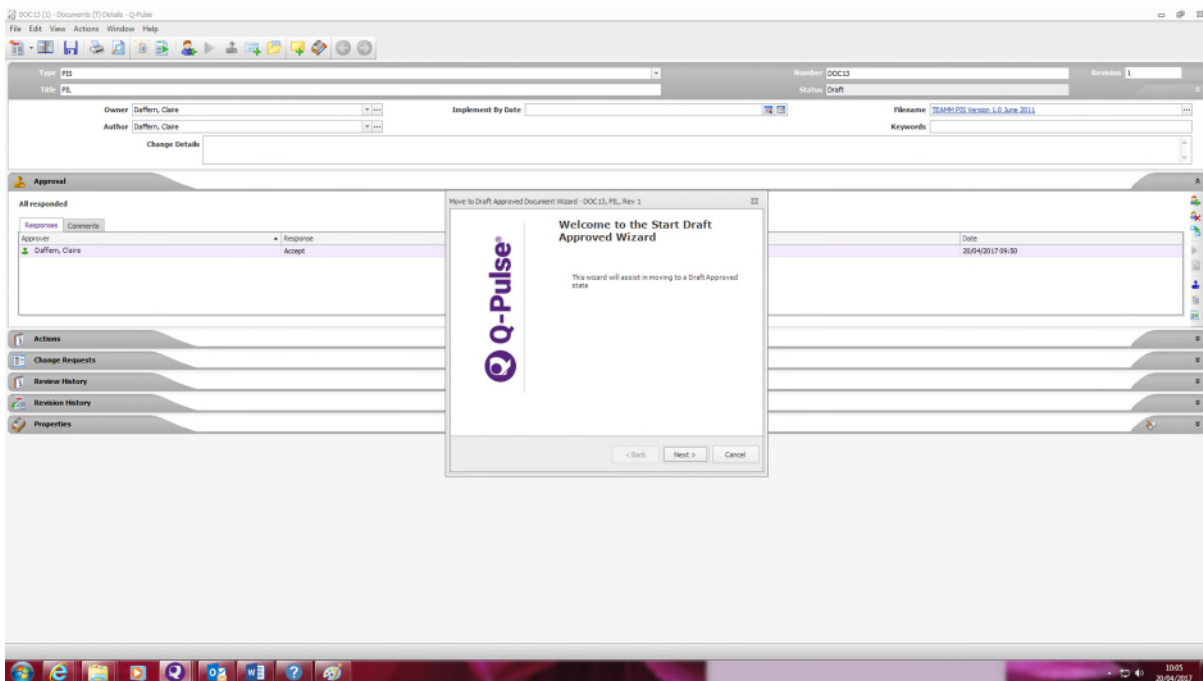 DOC13 (1) - Documents (T) Details - Q-Pulse
File Edit View Actions Window Help
Type PIS Number DOC13 Revision 1
Title PIL Status Draft
Owner Daffern, Claire Implement By Date Filename TEAMM PIS Version 1.0 June 2011
Author Daffern, Claire Keywords
Change Details
Approval
All responded
Responses Comments
Approver Response Date
Daffern, Claire Accept 20/04/2017 09:50
Move to Draft Approved Document Wizard - DOC13, PIL, Rev 1
Welcome to the Start Draft
Approved Wizard
This wizard will assist in moving to a Draft Approved
state
Q-Pulse®
< Back Next > Cancel
Actions
Change Requests
Review History
Revision History
Properties
10:05
20/04/2017